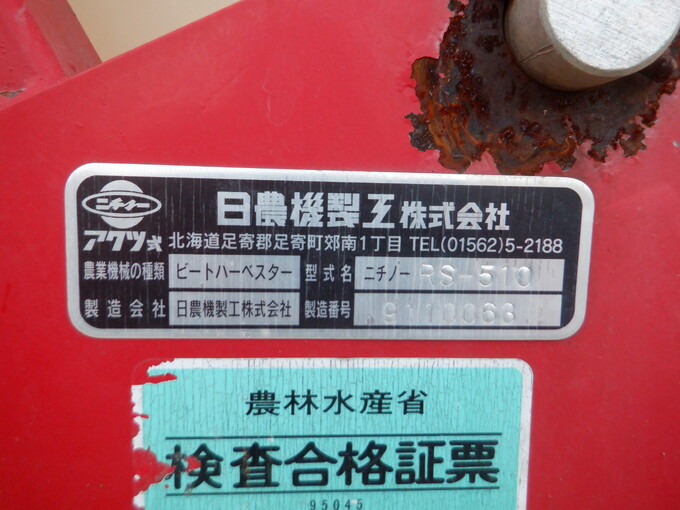 ニチノー
日農機製工株式会社
アクツ式 北海道足寄郡足寄町郊南1丁目 TEL(01562)5-2188
農業機械の種類 ビートハーベスター 型式名 ニチノー RS-510
製造会社 日農機製工株式会社 製造番号 9110063
農林水産省
検査合格証票
95045